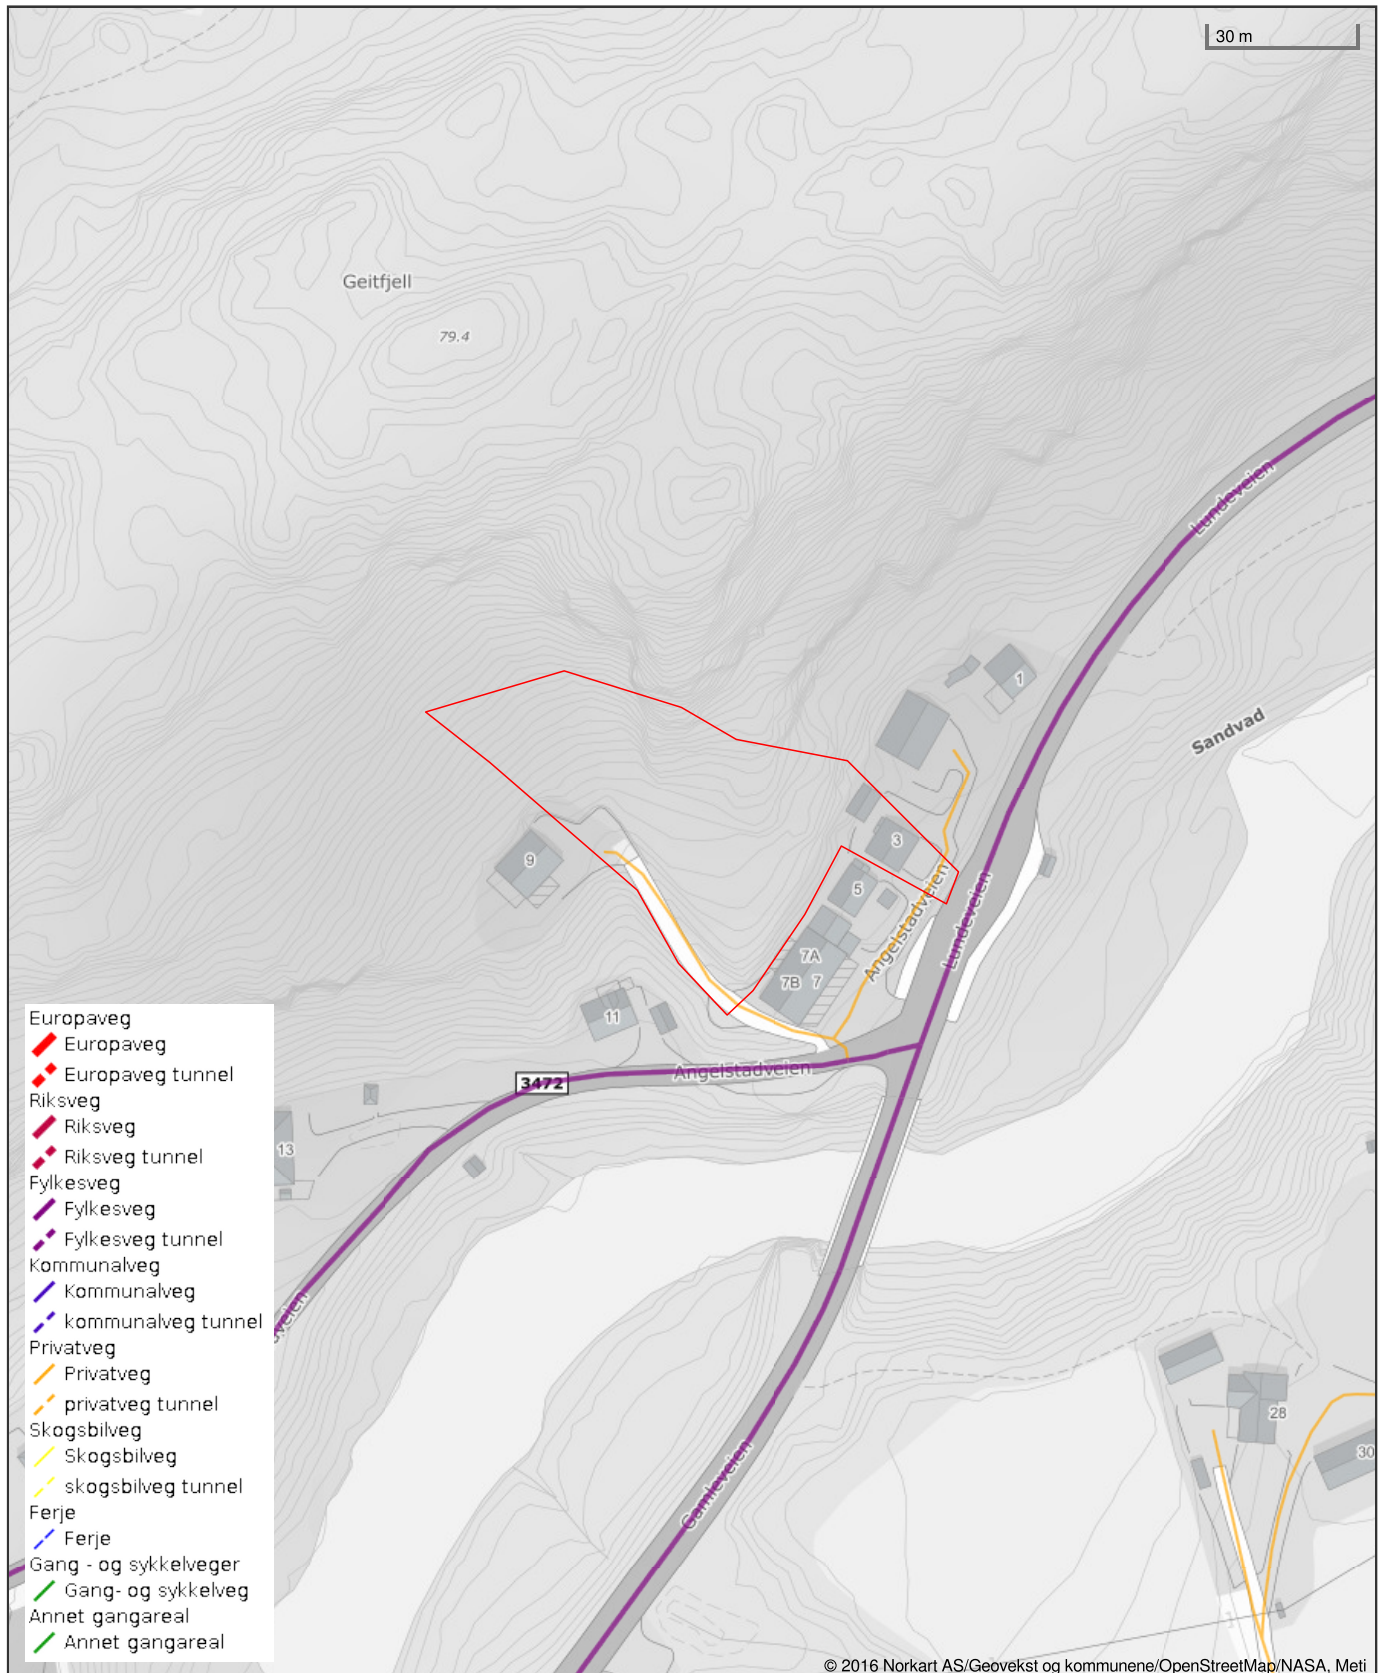 30 m
Geitfjell
79.4
Lundeveien
1
Sandvad
3
9
5
Angelstadveien
Lundeveien
7A
7B 7
11
Angelstadveien
3472
13
Europaveg
Europaveg
Europaveg tunnel
Riksveg
Riksveg
Riksveg tunnel
Fylkesveg
Fylkesveg
Fylkesveg tunnel
Kommunalveg
Kommunalveg
kommunalveg tunnel
Privatveg
Privatveg
privatveg tunnel
Skogsbilveg
Skogsbilveg
skogsbilveg tunnel
Ferje
Ferje
Gang - og sykkelveger
Gang- og sykkelveg
Annet gangareal
Annet gangareal
28
30
Gamleveien
© 2016 Norkart AS/Geovekst og kommunene/OpenStreetMap/NASA, Meti